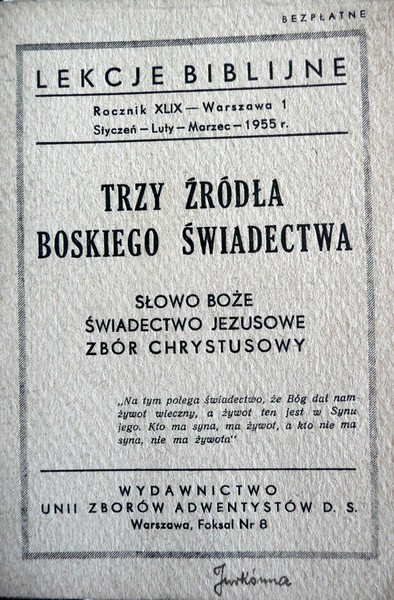 BEZPŁATNE
LEKCJE BIBLIJNE
Rocznik XLIX — Warszawa 1
Styczeń — Luty — Marzec — 1955 r.
TRZY ŹRÓDŁA
BOSKIEGO ŚWIADECTWA
SŁOWO BOŻE
ŚWIADECTWO JEZUSOWE
ZBÓR CHRYSTUSOWY
„Na tym polega świadectwo, że Bóg dał nam
żywot wieczny, a żywot ten jest w Synu
jego. Kto ma syna, ma żywot, a kto nie ma
syna, nie ma żywota"
WYDAWNICTWO
UNII ZBORÓW ADWENTYSTÓW D. S.
Warszawa, Foksal Nr 8